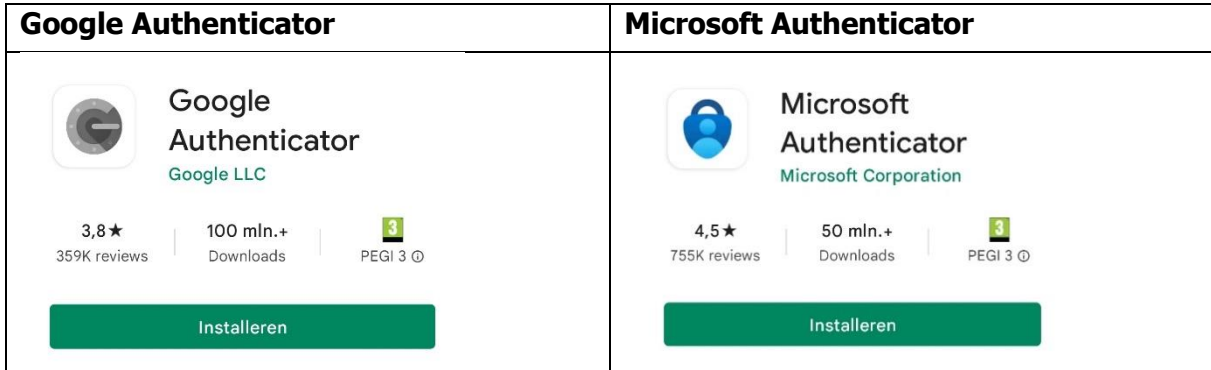 Google Authenticator
Microsoft Authenticator
Google
Authenticator
Google LLC
3,8★ 100 mln.+ 3
359K reviews Downloads PEGI 3 ⓘ
Installeren
Microsoft
Authenticator
Microsoft Corporation
4,5★ 50 mln.+ 3
755K reviews Downloads PEGI 3 ⓘ
Installeren